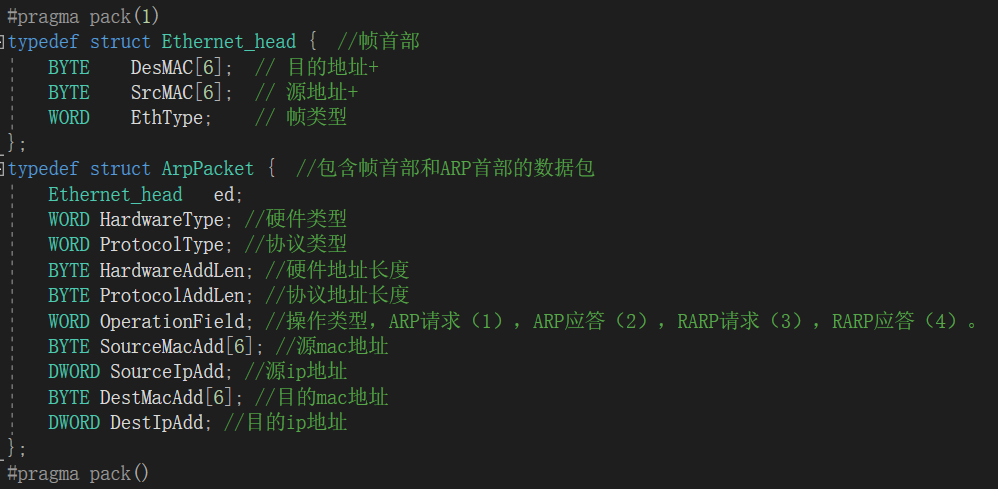 #pragma pack(1)
typedef struct Ethernet_head {  //帧首部
    BYTE    DesMAC[6];  // 目的地址+
    BYTE    SrcMAC[6];  // 源地址+
    WORD    EthType;    // 帧类型
};
typedef struct ArpPacket {  //包含帧首部和ARP首部的数据包
    Ethernet_head   ed;
    WORD HardwareType; //硬件类型
    WORD ProtocolType; //协议类型
    BYTE HardwareAddLen; //硬件地址长度
    BYTE ProtocolAddLen; //协议地址长度
    WORD OperationField; //操作类型，ARP请求（1），ARP应答（2），RARP请求（3），RARP应答（4）。
    BYTE SourceMacAdd[6]; //源mac地址
    DWORD SourceIpAdd; //源ip地址
    BYTE DestMacAdd[6]; //目的mac地址
    DWORD DestIpAdd; //目的ip地址
};
#pragma pack()